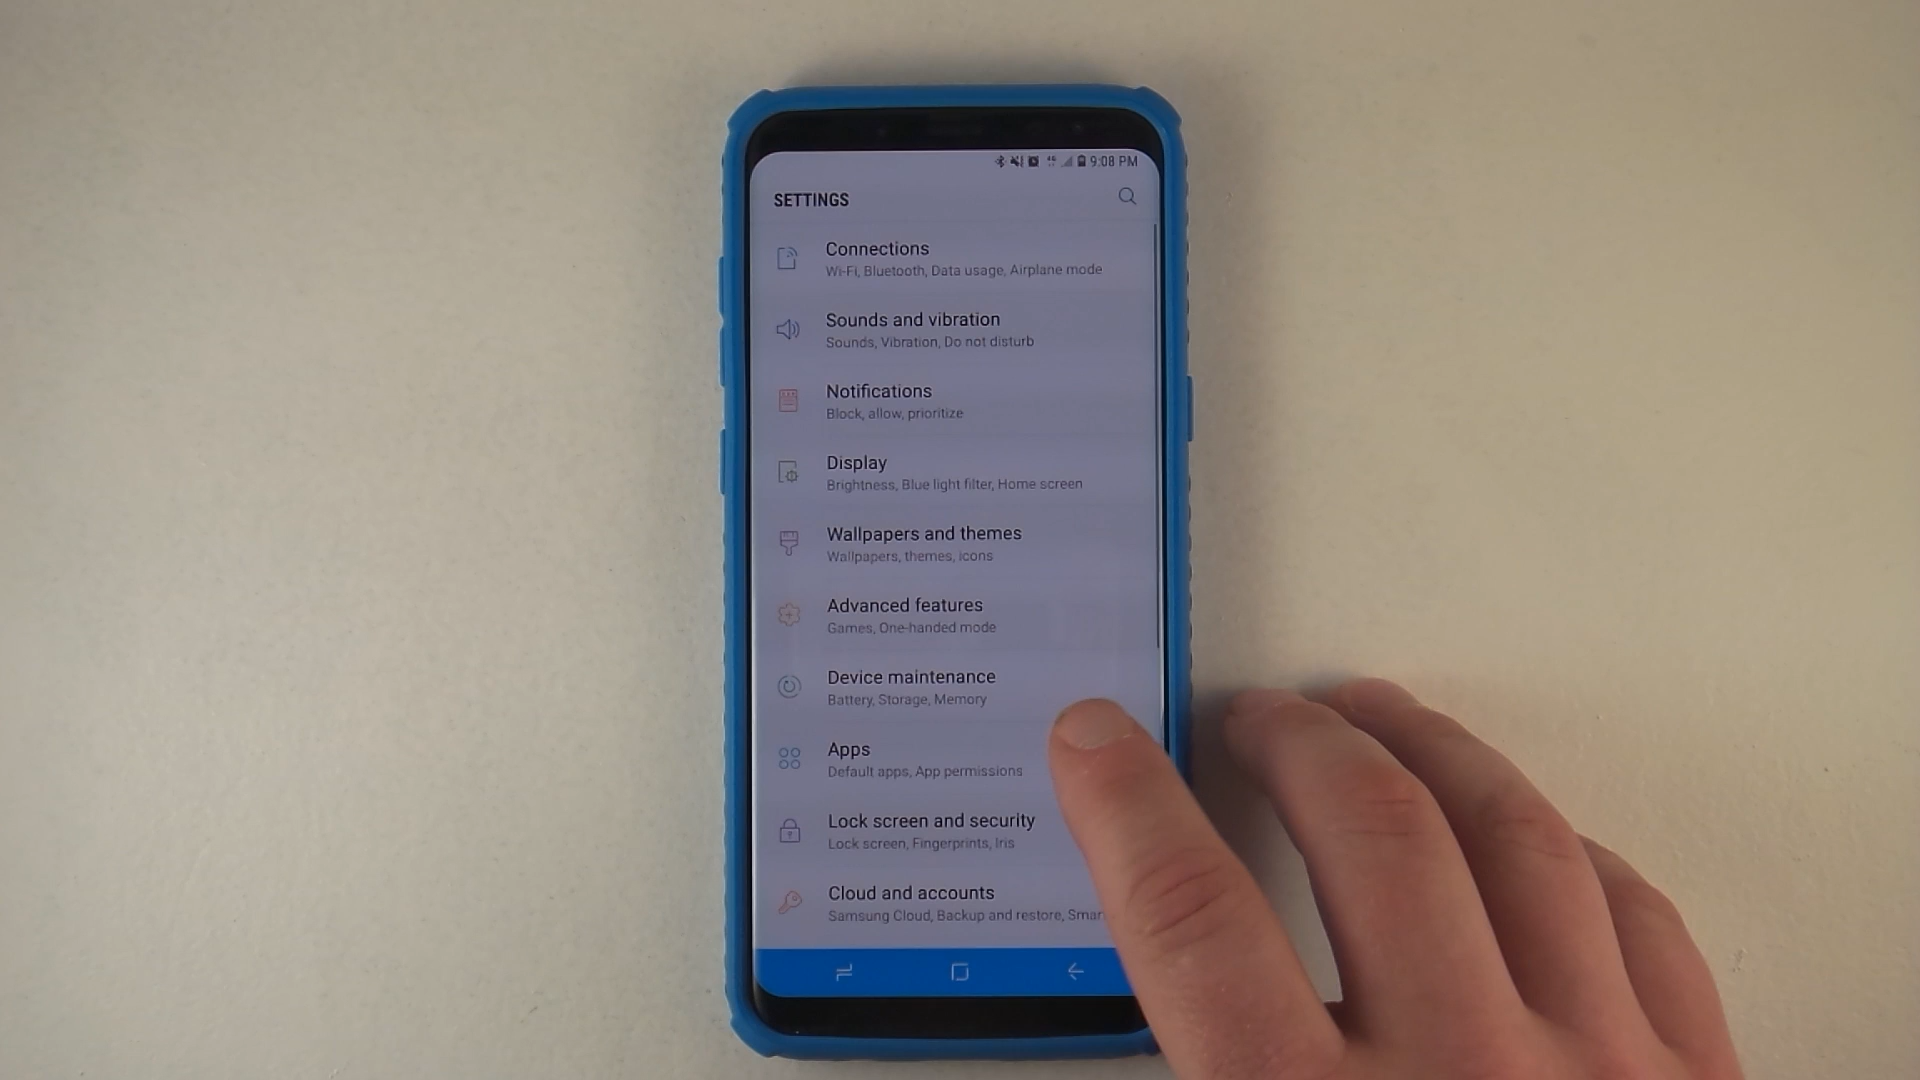 9:08 PM
SETTINGS
Connections
Wi-Fi, Bluetooth, Data usage, Airplane mode
Sounds and vibration
Sounds, Vibration, Do not disturb
Notifications
Block, allow, prioritize
Display
Brightness, Blue light filter, Home screen
Wallpapers and themes
Wallpapers, themes, icons
Advanced features
Games, One-handed mode
Device maintenance
Battery, Storage, Memory
Apps
Default apps, App permissions
Lock screen and security
Lock screen, Fingerprints, Iris
Cloud and accounts
Samsung Cloud, Backup and restore,